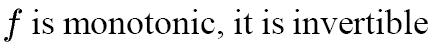 f is monotonic, it is invertible